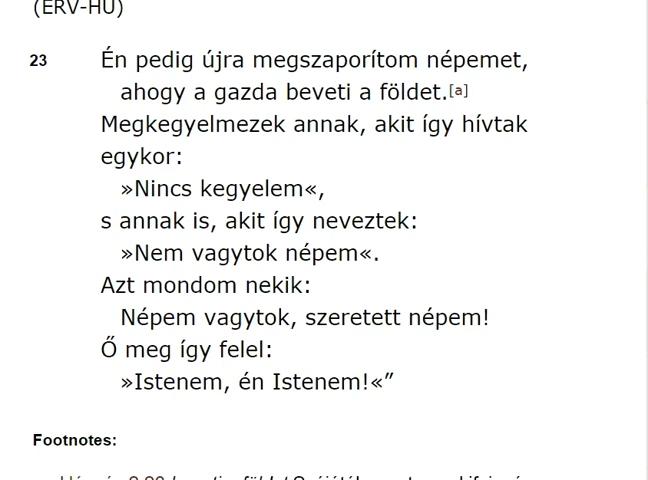 (ERV-HU)
23 Én pedig újra megszaporítom népemet,
ahogy a gazda beveti a földet.[a]
Megkegyelmezek annak, akit így hívtak
egykor:
»Nincs kegyelem«,
s annak is, akit így neveztek:
»Nem vagytok népem«.
Azt mondom nekik:
Népem vagytok, szeretett népem!
Ő meg így felel:
»Istenem, én Istenem!«”
Footnotes: